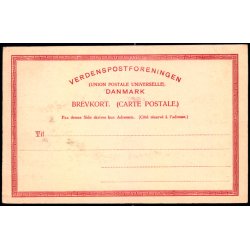 VERDENSPOSTFORENINGEN
(UNION POSTALE UNIVERSELLE)
DANMARK
BREVKORT. (CARTE POSTALE.)
Paa denne Side skrives kun Adressen. (Côté réservé à l'adresse.)
Til